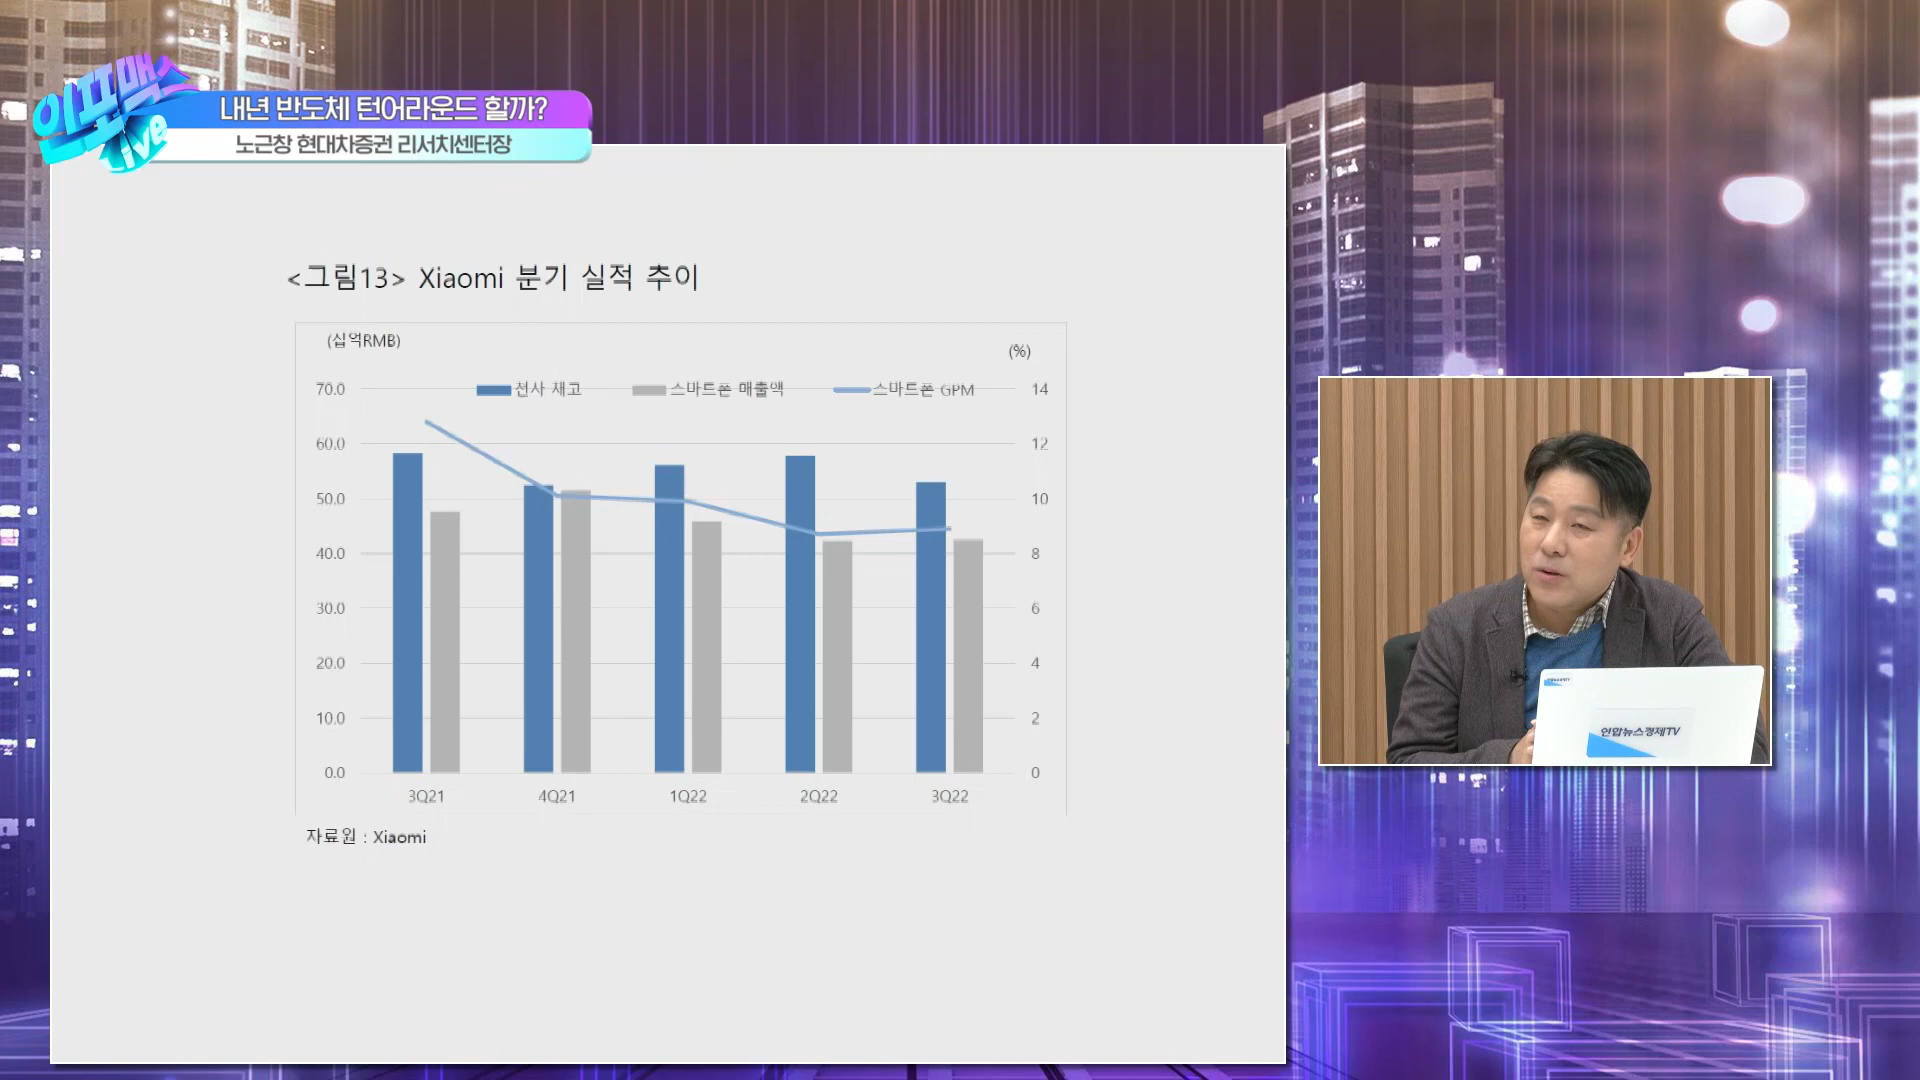 인포맥스
Live
내년 반도체 턴어라운드 할까?
노근창 현대차증권 리서치센터장
<그림13> Xiaomi 분기 실적 추이
(십억RMB)
(%)
전사 재고 스마트폰 매출액 스마트폰 GPM
70.0 14
60.0 12
50.0 10
40.0 8
30.0 6
20.0 4
10.0 2
0.0 0
3Q21 4Q21 1Q22 2Q22 3Q22
자료원 : Xiaomi
연합뉴스경제TV